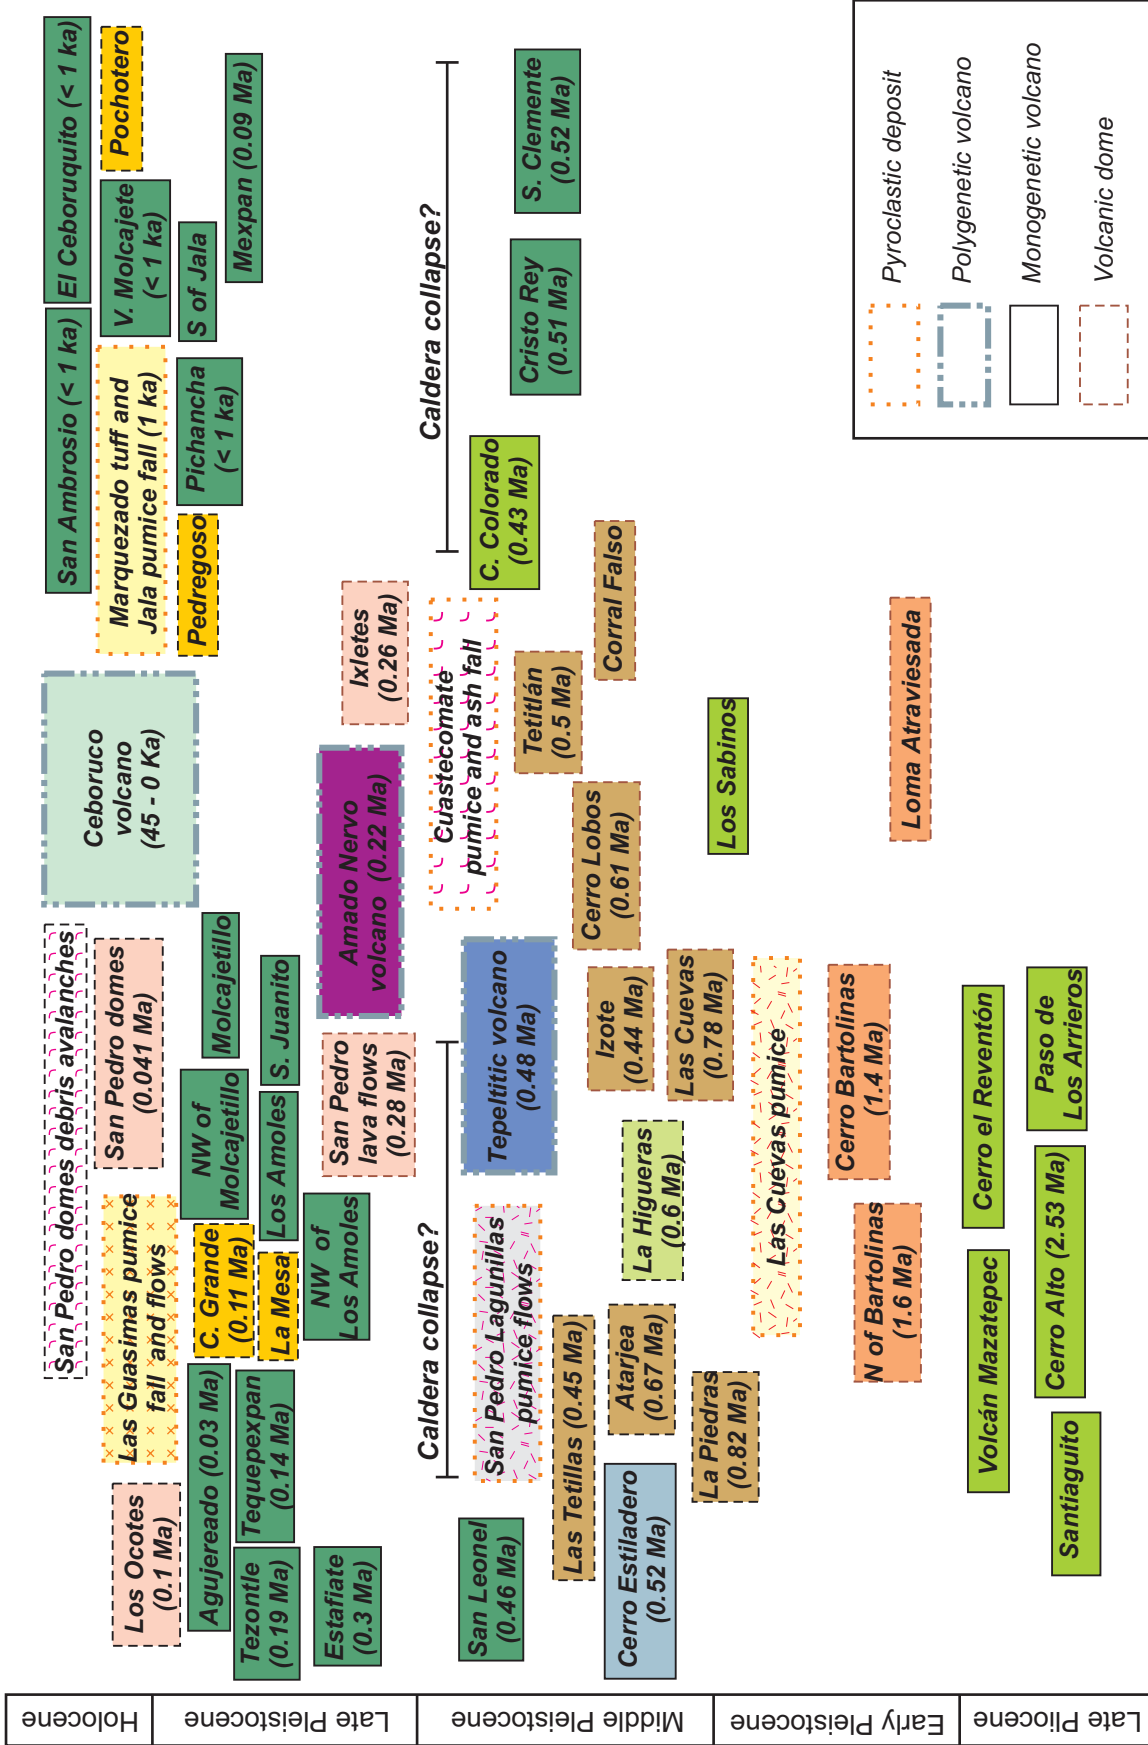 Holocene
Late Pleistocene
Middle Pleistocene
Early Pleistocene
Late Pliocene
San Pedro domes debris avalanches
Ceboruco
volcano
(45 - 0 Ka)
San Ambrosio (< 1 ka)
El Ceboruquito (< 1 ka)
Los Ocotes
(0.1 Ma)
Las Guasimas pumice
fall and flows
San Pedro domes
(0.041 Ma)
Marquezado tuff and
Jala pumice fall (1 ka)
V. Molcajete
(< 1 ka)
Pochotero
Agujereado (0.03 Ma)
C. Grande
(0.11 Ma)
NW of
Molcajetillo
Molcajetillo
Pedregoso
Pichancha
(< 1 ka)
S of Jala
Mexpan (0.09 Ma)
Tezontle
(0.19 Ma)
Tequepexpan
(0.14 Ma)
La Mesa
Los Amoles
S. Juanito
Estafiate
(0.3 Ma)
NW of
Los Amoles
San Pedro
lava flows
(0.28 Ma)
Amado Nervo
volcano (0.22 Ma)
Ixletes
(0.26 Ma)
Caldera collapse?
Caldera collapse?
San Leonel
(0.46 Ma)
San Pedro Lagunillas
pumice flows
Tepeltitic volcano
(0.48 Ma)
Cuastecomate
pumice and ash fall
C. Colorado
(0.43 Ma)
Cristo Rey
(0.51 Ma)
S. Clemente
(0.52 Ma)
Las Tetillas (0.45 Ma)
Tetitlán
(0.5 Ma)
Cerro Estiladero
(0.52 Ma)
Atarjea
(0.67 Ma)
La Higueras
(0.6 Ma)
Izote
(0.44 Ma)
Cerro Lobos
(0.61 Ma)
Corral Falso
La Piedras
(0.82 Ma)
Las Cuevas
(0.78 Ma)
Los Sabinos
Las Cuevas pumice
N of Bartolinas
(1.6 Ma)
Cerro Bartolinas
(1.4 Ma)
Loma Atraviesada
Volcán Mazatepec
Cerro el Reventón
Santiaguito
Cerro Alto (2.53 Ma)
Paso de
Los Arrieros
Pyroclastic deposit
Polygenetic volcano
Monogenetic volcano
Volcanic dome